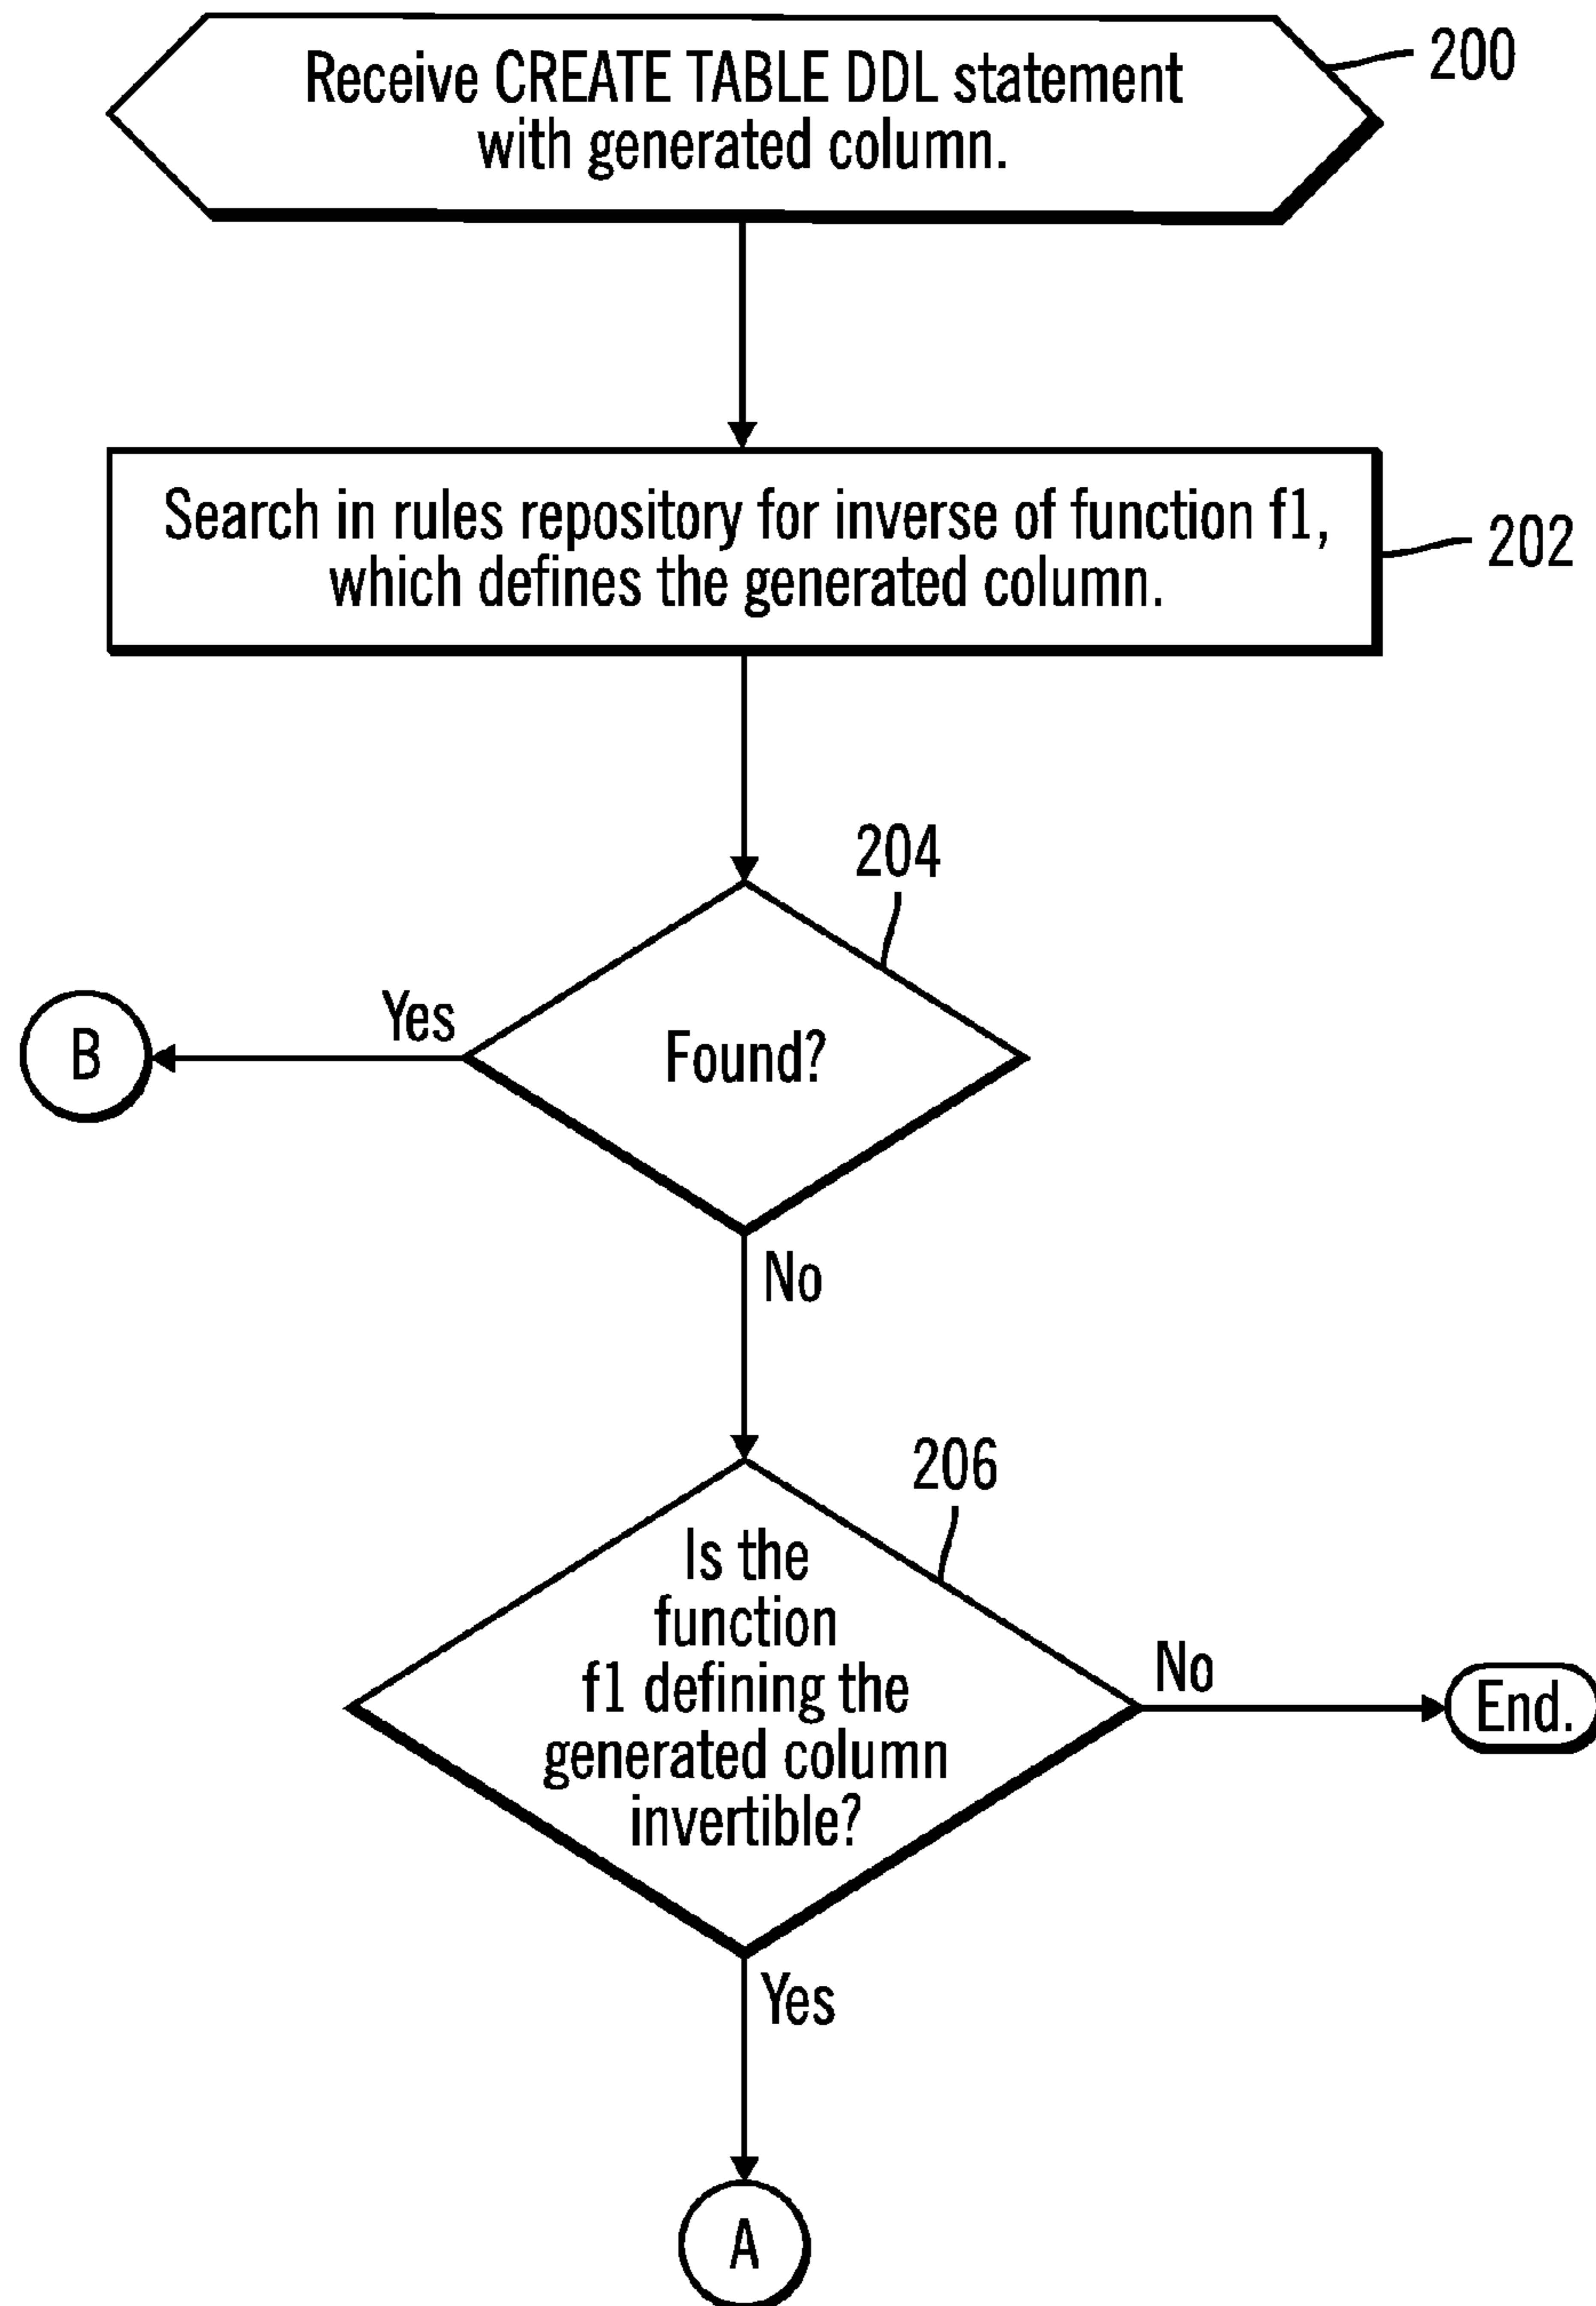 Receive CREATE TABLE DDL statement
with generated column.
200
Search in rules repository for inverse of function f1,
which defines the generated column.
202
204
Found?
Yes
B
No
206
Is the
function
f1 defining the
generated column
invertible?
No
End.
Yes
A